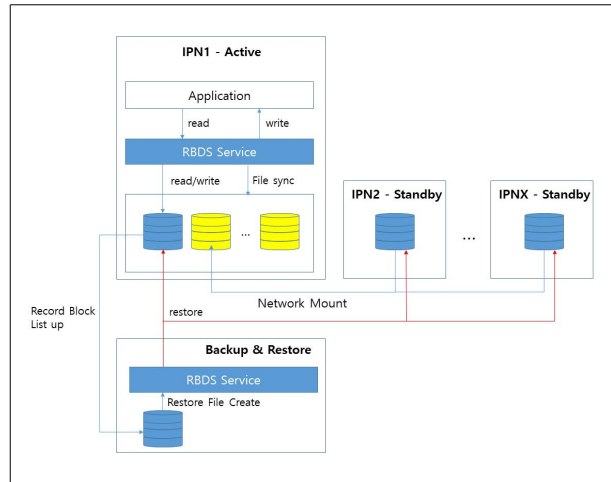 IPN1 - Active
Application
read
write
RBDS Service
read/write
File sync
...
IPN2 - Standby
...
IPNX - Standby
Network Mount
restore
Record Block
List up
Backup & Restore
RBDS Service
Restore File Create